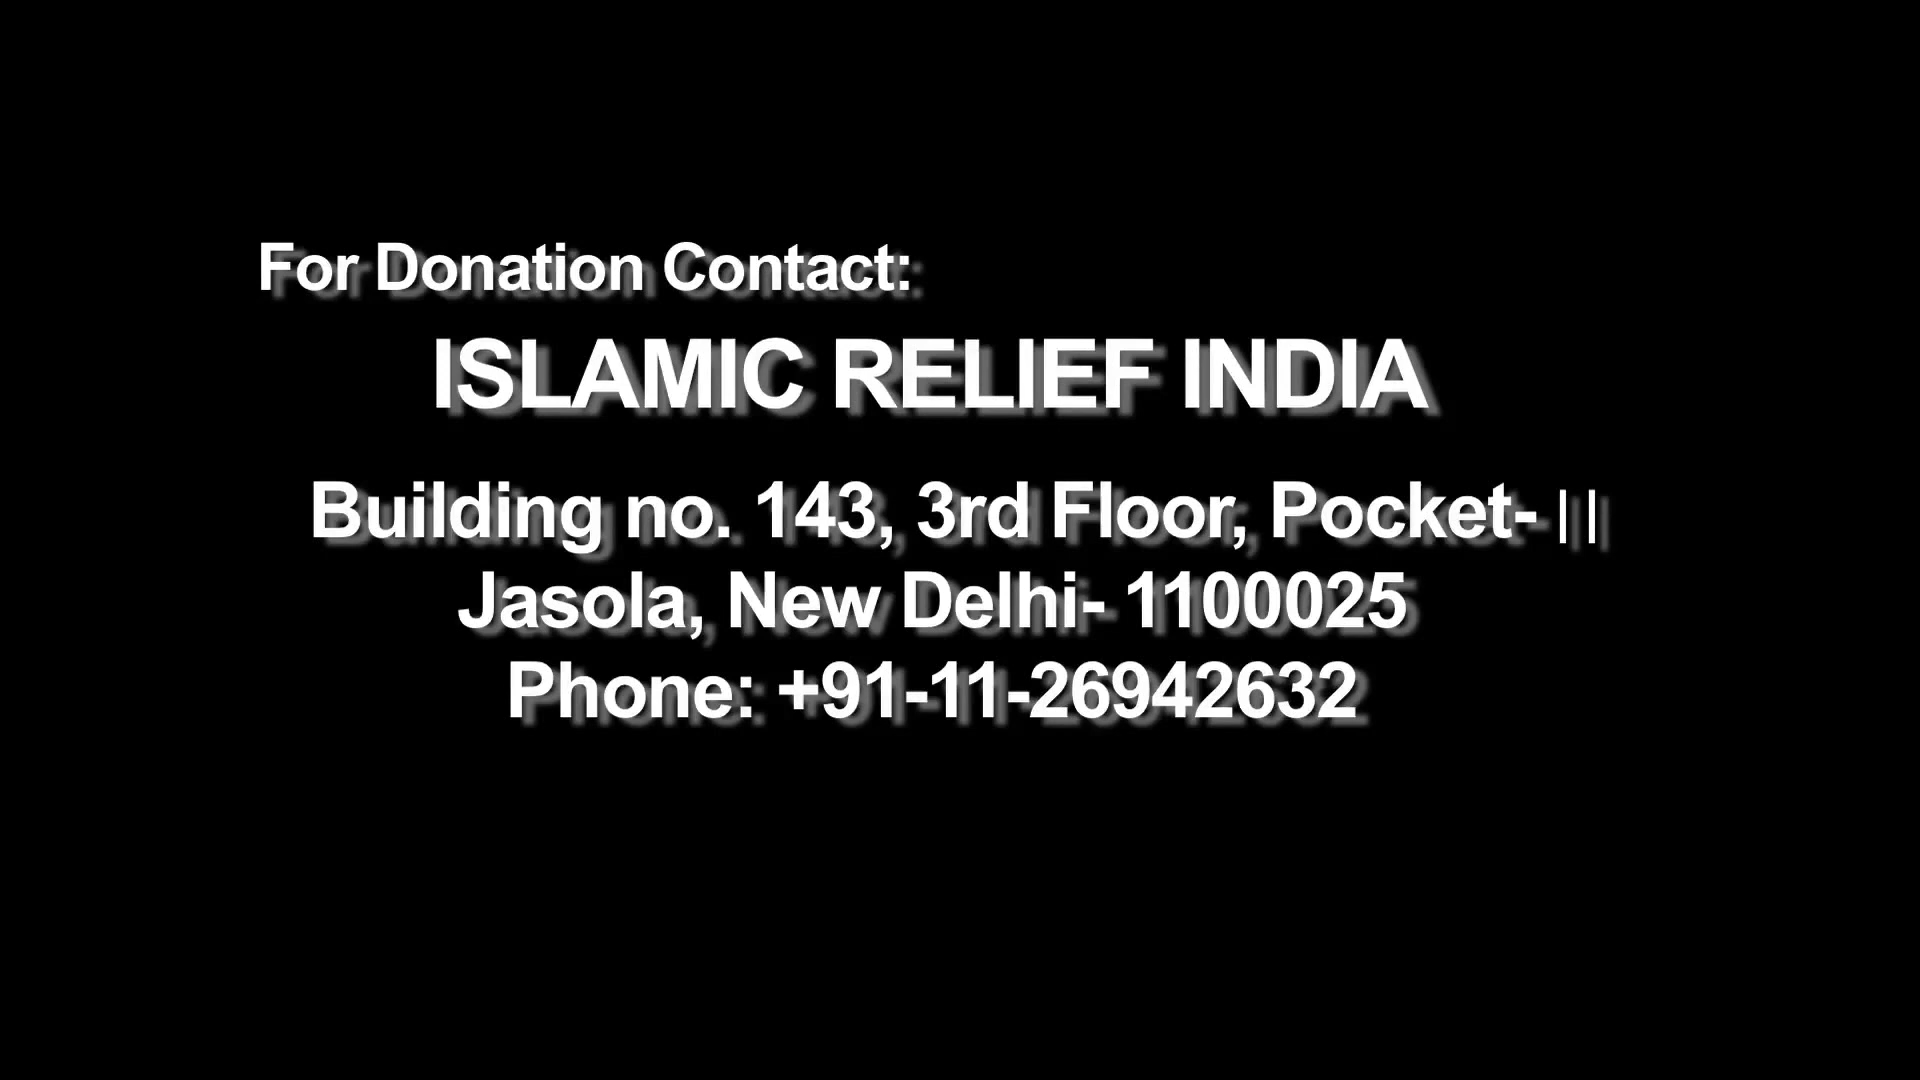 For Donation Contact:
ISLAMIC RELIEF INDIA
Building no. 143, 3rd Floor, Pocket- ||
Jasola, New Delhi- 1100025
Phone: +91-11-26942632